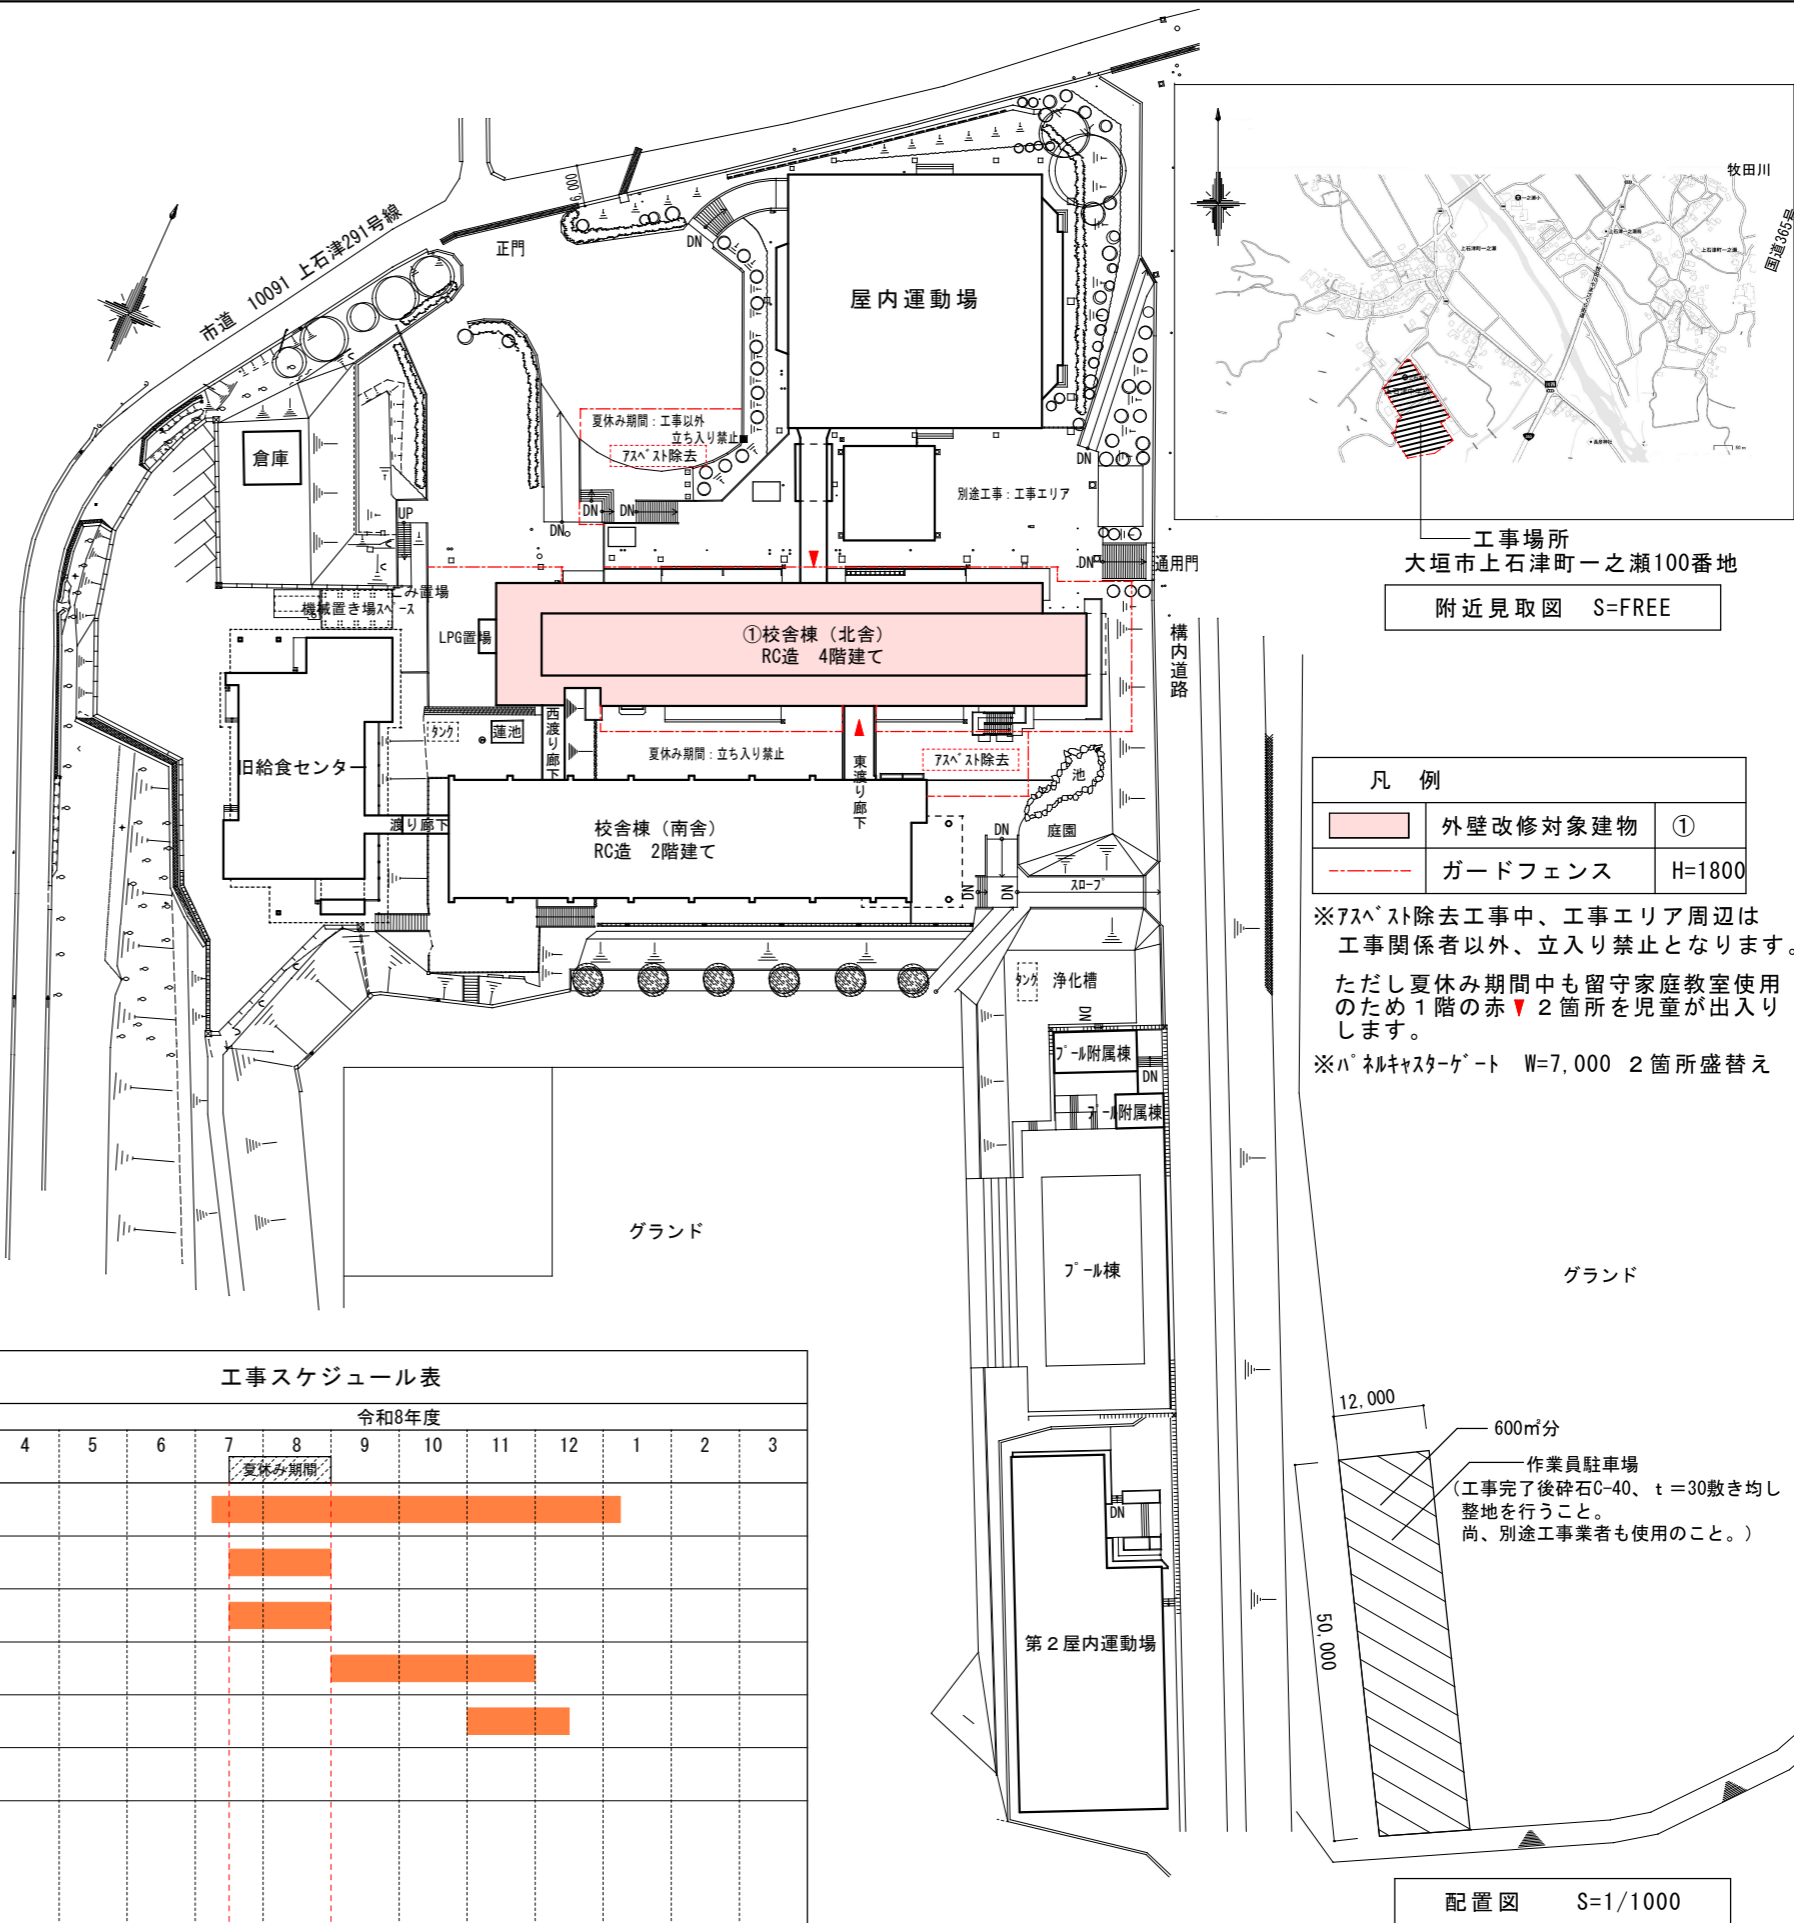 市道 10091 上石津291号線
6,000
正門
DN
屋内運動場
倉庫
夏休み期間：工事以外
立ち入り禁止
アスベスト除去
別途工事：工事エリア
UP
DN
DN
DN
DN
DN
通用門
機械置き場スペース
LPG置場
①校舎棟（北舎）
RC造　4階建て
構内道路
タンク
蓮池
西渡り廊下
夏休み期間：立ち入り禁止
東渡り廊下
アスベスト除去
池
庭園
旧給食センター
渡り廊下
校舎棟（南舎）
RC造　2階建て
DN
DN
DN
スロープ
タンク
浄化槽
DN
プール附属棟
DN
プール附属棟
グランド
プール棟
グランド
DN
第２屋内運動場
牧田川
国道365号
工事場所
大垣市上石津町一之瀬100番地
附近見取図　S=FREE
凡　例
外壁改修対象建物　①
ガードフェンス　H=1800
※アスベスト除去工事中、工事エリア周辺は
工事関係者以外、立入り禁止となります。
ただし夏休み期間中も留守家庭教室使用
のため１階の赤▼２箇所を児童が出入り
します。
※パネルキャスターゲート　W=7,000 ２箇所盛替え
12,000
600㎡分
作業員駐車場
(工事完了後砕石C-40、ｔ＝30敷き均し
整地を行うこと。
尚、別途工事業者も使用のこと。)
50,000
工事スケジュール表
令和8年度
4 5 6 7 8 9 10 11 12 1 2 3
夏休み期間
配置図　S=1/1000